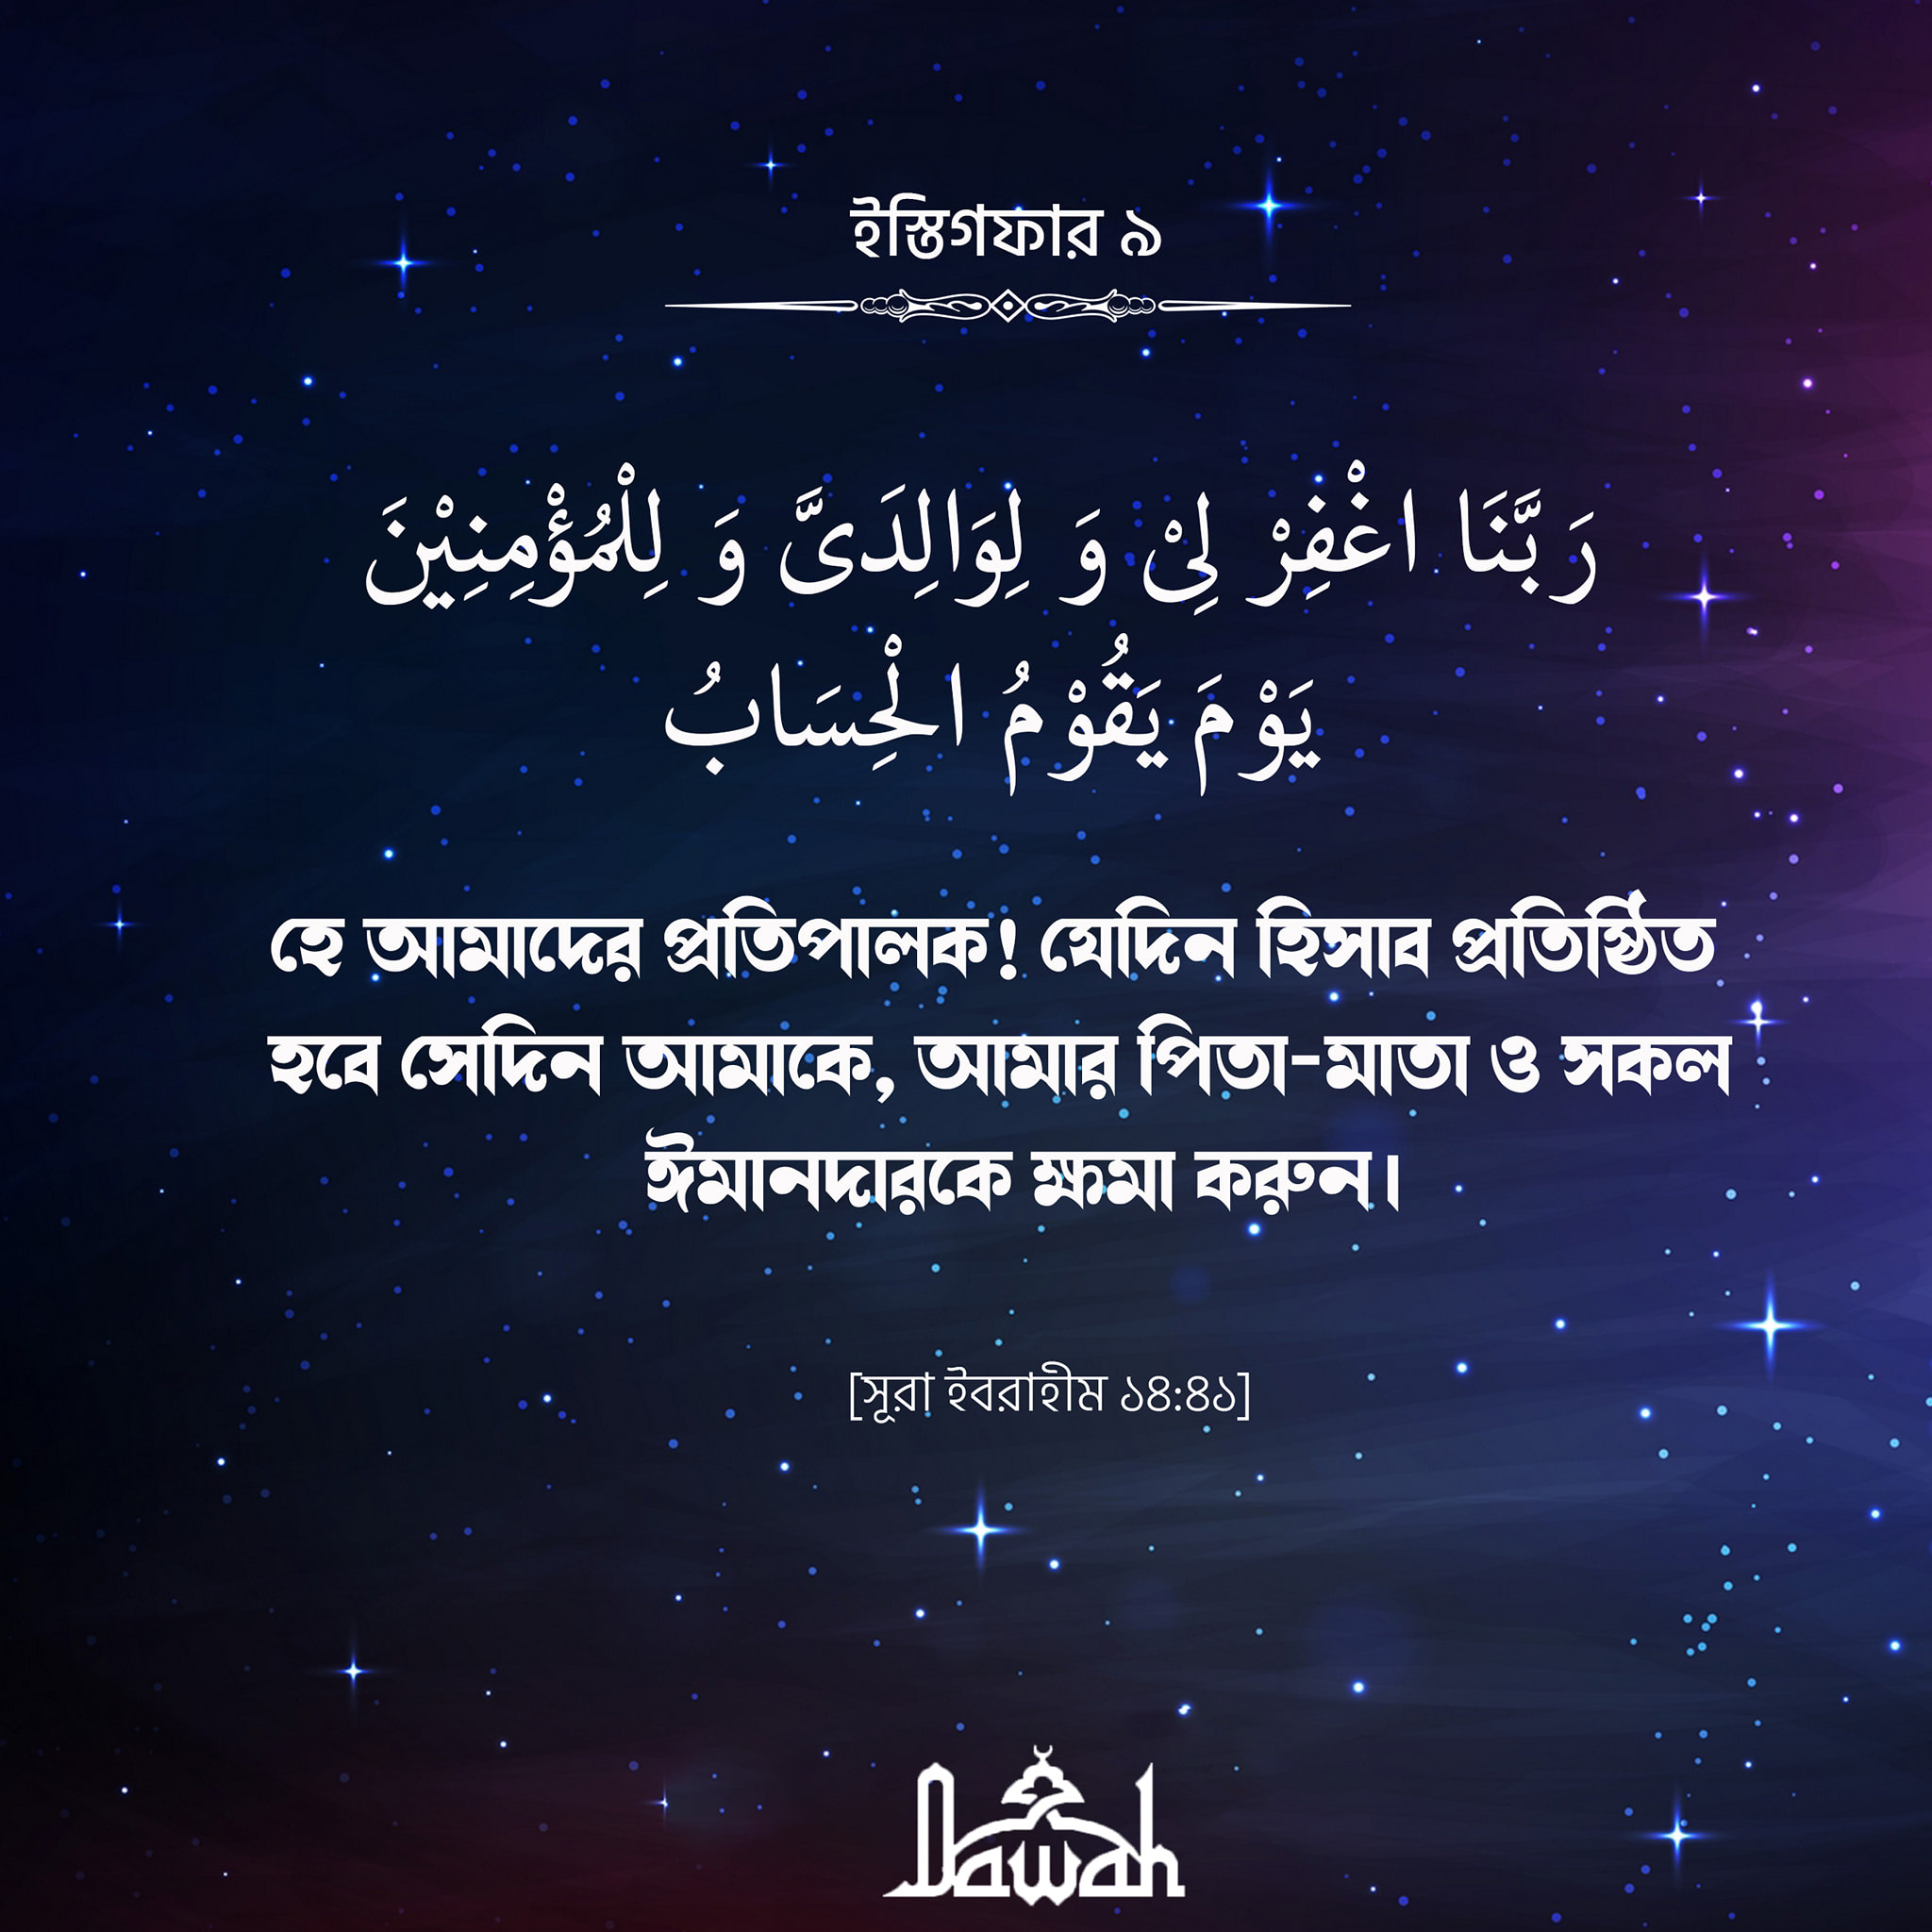 ইস্তিগফার ৯
رَبَّنَا اغْفِرْ لِیْ وَ لِوَالِدَیَّ وَ لِلْمُؤْمِنِیْنَ
یَوْمَ یَقُوْمُ الْحِسَابُ
হে আমাদের প্রতিপালক! যেদিন হিসাব প্রতিষ্ঠিত
হবে সেদিন আমাকে, আমার পিতা-মাতা ও সকল
ঈমানদারকে ক্ষমা করুন।
[সূরা ইবরাহীম ১৪:৪১]
Dawah